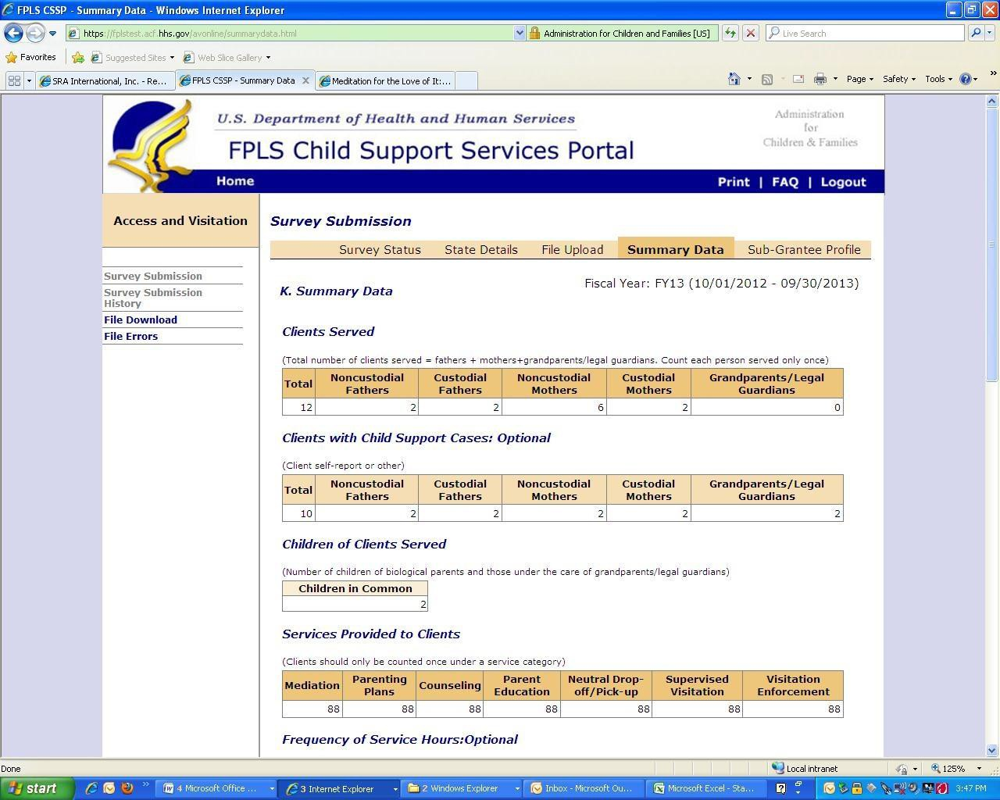 FPLS CSSP - Summary Data - Windows Internet Explorer
https://fplstest.acf.hhs.gov/avonline/summarydata.html
Administration for Children and Families [US]
Live Search
Favorites
Suggested Sites
Web Slice Gallery
SRA International, Inc. - Re...
FPLS CSSP - Summary Data
Meditation for the Love of It:...
Page
Safety
Tools
U.S. Department of Health and Human Services
FPLS Child Support Services Portal
Administration
for
Children & Families
Home
Print | FAQ | Logout
Access and Visitation
Survey Submission
Survey Submission
History
File Download
File Errors
Survey Submission
Survey Status State Details File Upload Summary Data Sub-Grantee Profile
Fiscal Year: FY13 (10/01/2012 - 09/30/2013)
K. Summary Data
Clients Served
(Total number of clients served = fathers + mothers+grandparents/legal guardians. Count each person served only once)
Total Noncustodial Fathers Custodial Fathers Noncustodial Mothers Custodial Mothers Grandparents/Legal Guardians
12 2 2 6 2 0
Clients with Child Support Cases: Optional
(Client self-report or other)
Total Noncustodial Fathers Custodial Fathers Noncustodial Mothers Custodial Mothers Grandparents/Legal Guardians
10 2 2 2 2 2
Children of Clients Served
(Number of children of biological parents and those under the care of grandparents/legal guardians)
Children in Common
2
Services Provided to Clients
(Clients should only be counted once under a service category)
Mediation Parenting Plans Counseling Parent Education Neutral Drop-off/Pick-up Supervised Visitation Visitation Enforcement
88 88 88 88 88 88 88
Frequency of Service Hours:Optional
Done
Local intranet
125%
start
4 Microsoft Office ...
3 Internet Explorer
2 Windows Explorer
Inbox - Microsoft Ou...
Microsoft Excel - Sta...
3:47 PM